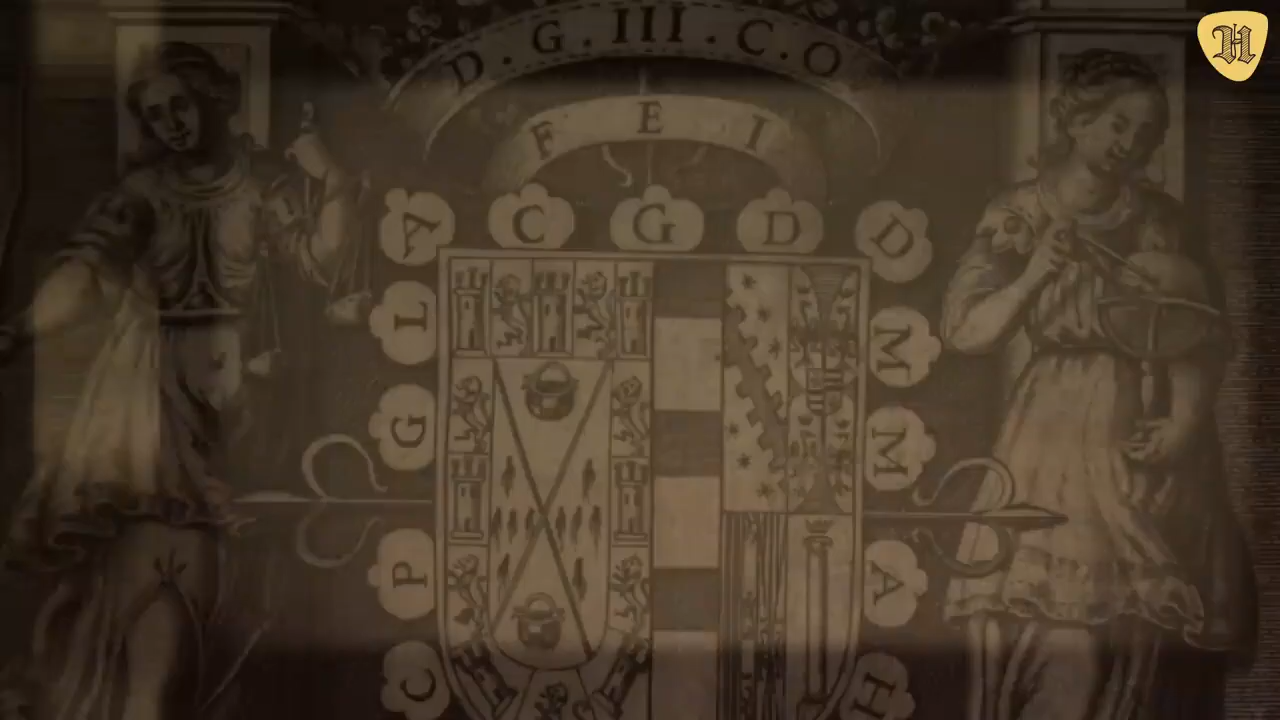 D. G. III. C. O
F E I
A C G D D
L M
G M
P A
C H
N